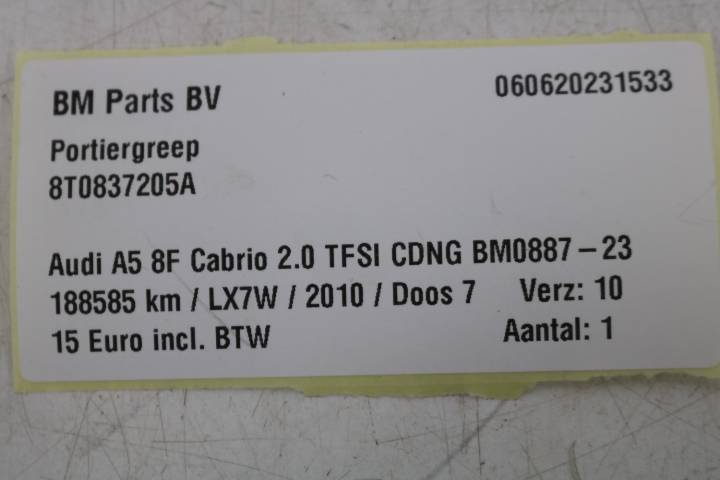 BM Parts BV 060620231533
Portiergreep
8T0837205A
Audi A5 8F Cabrio 2.0 TFSI CDNG BM0887-23
188585 km / LX7W / 2010 / Doos 7 Verz: 10
15 Euro incl. BTW Aantal: 1